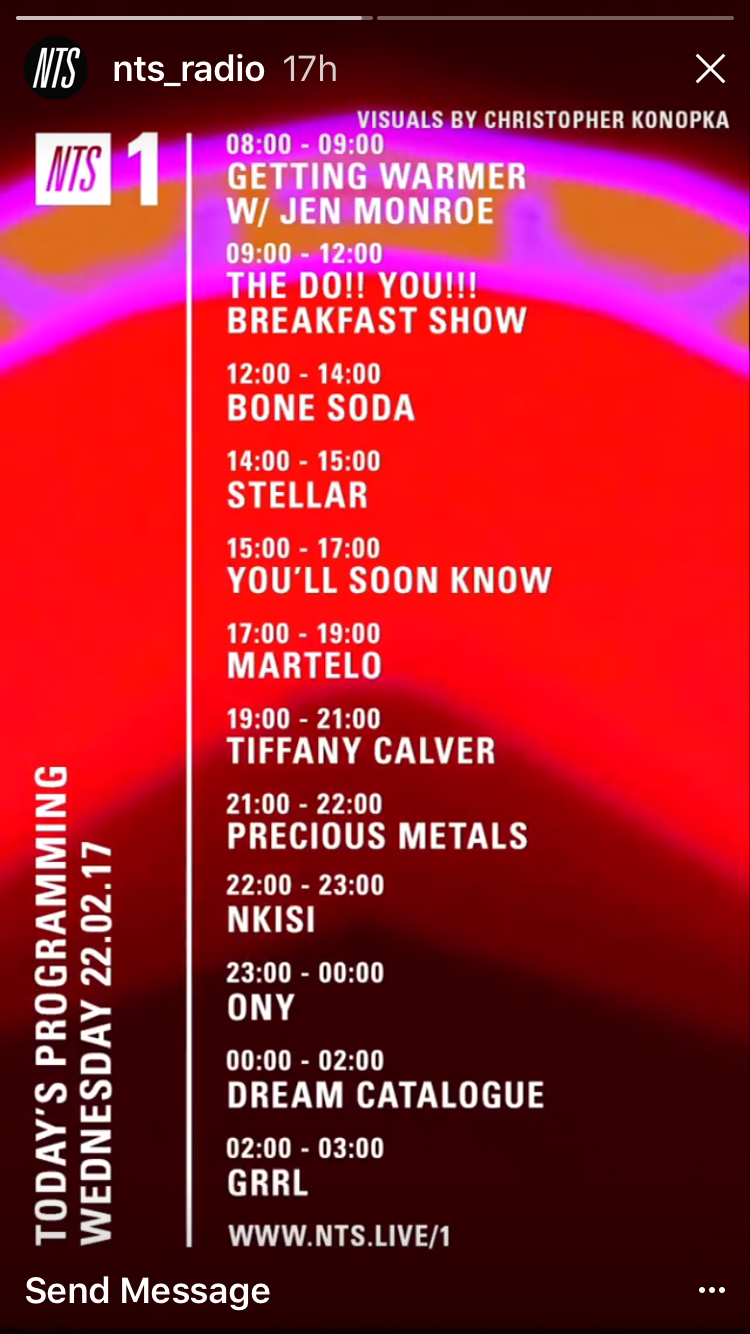 NTS
nts_radio 17h
VISUALS BY CHRISTOPHER KONOPKA
NTS 1
08:00 - 09:00
GETTING WARMER
W/ JEN MONROE
09:00 - 12:00
THE DO!! YOU!!!
BREAKFAST SHOW
12:00 - 14:00
BONE SODA
14:00 - 15:00
STELLAR
15:00 - 17:00
YOU'LL SOON KNOW
17:00 - 19:00
MARTELO
19:00 - 21:00
TIFFANY CALVER
21:00 - 22:00
PRECIOUS METALS
22:00 - 23:00
NKISI
23:00 - 00:00
ONY
00:00 - 02:00
DREAM CATALOGUE
02:00 - 03:00
GRRL
WWW.NTS.LIVE/1
TODAY'S PROGRAMMING
WEDNESDAY 22.02.17
Send Message